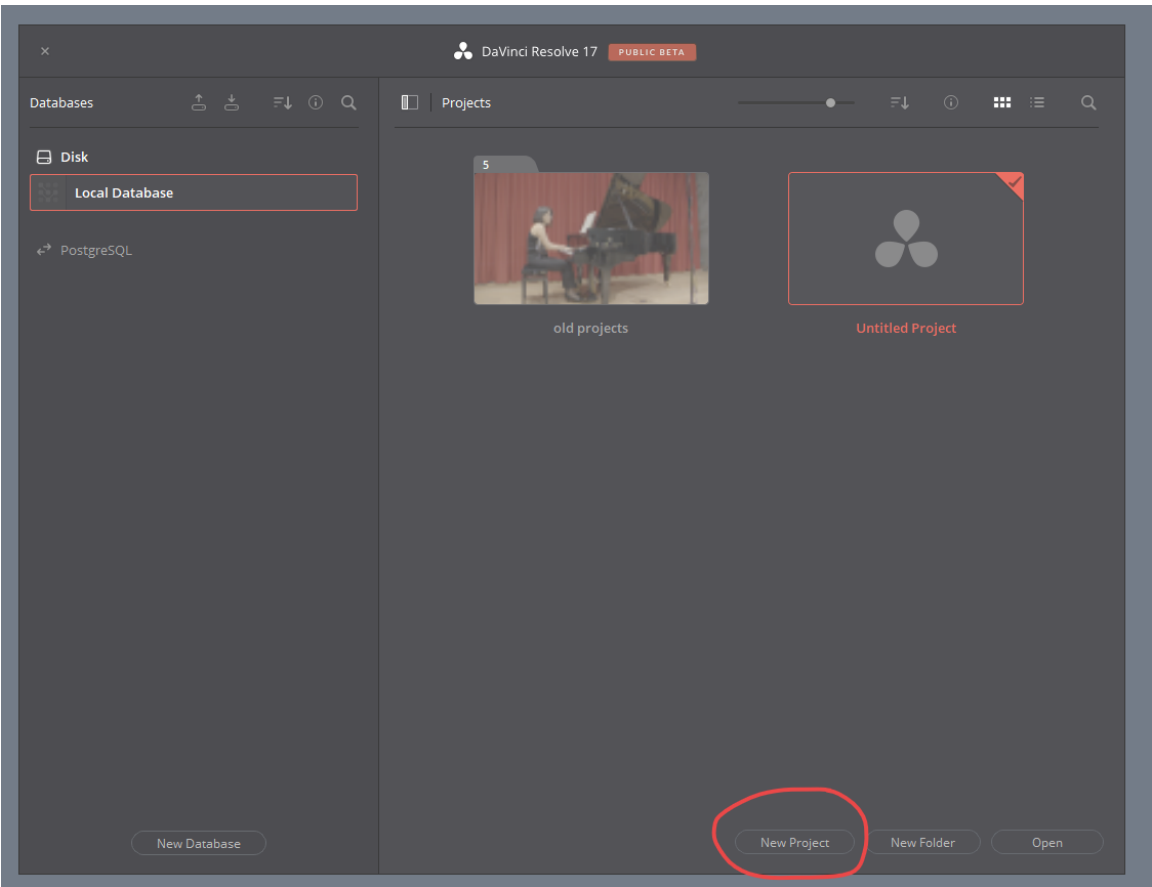 DaVinci Resolve 17 PUBLIC BETA
Databases
Projects
Disk
Local Database
PostgreSQL
5
old projects
Untitled Project
New Database
New Project
New Folder
Open